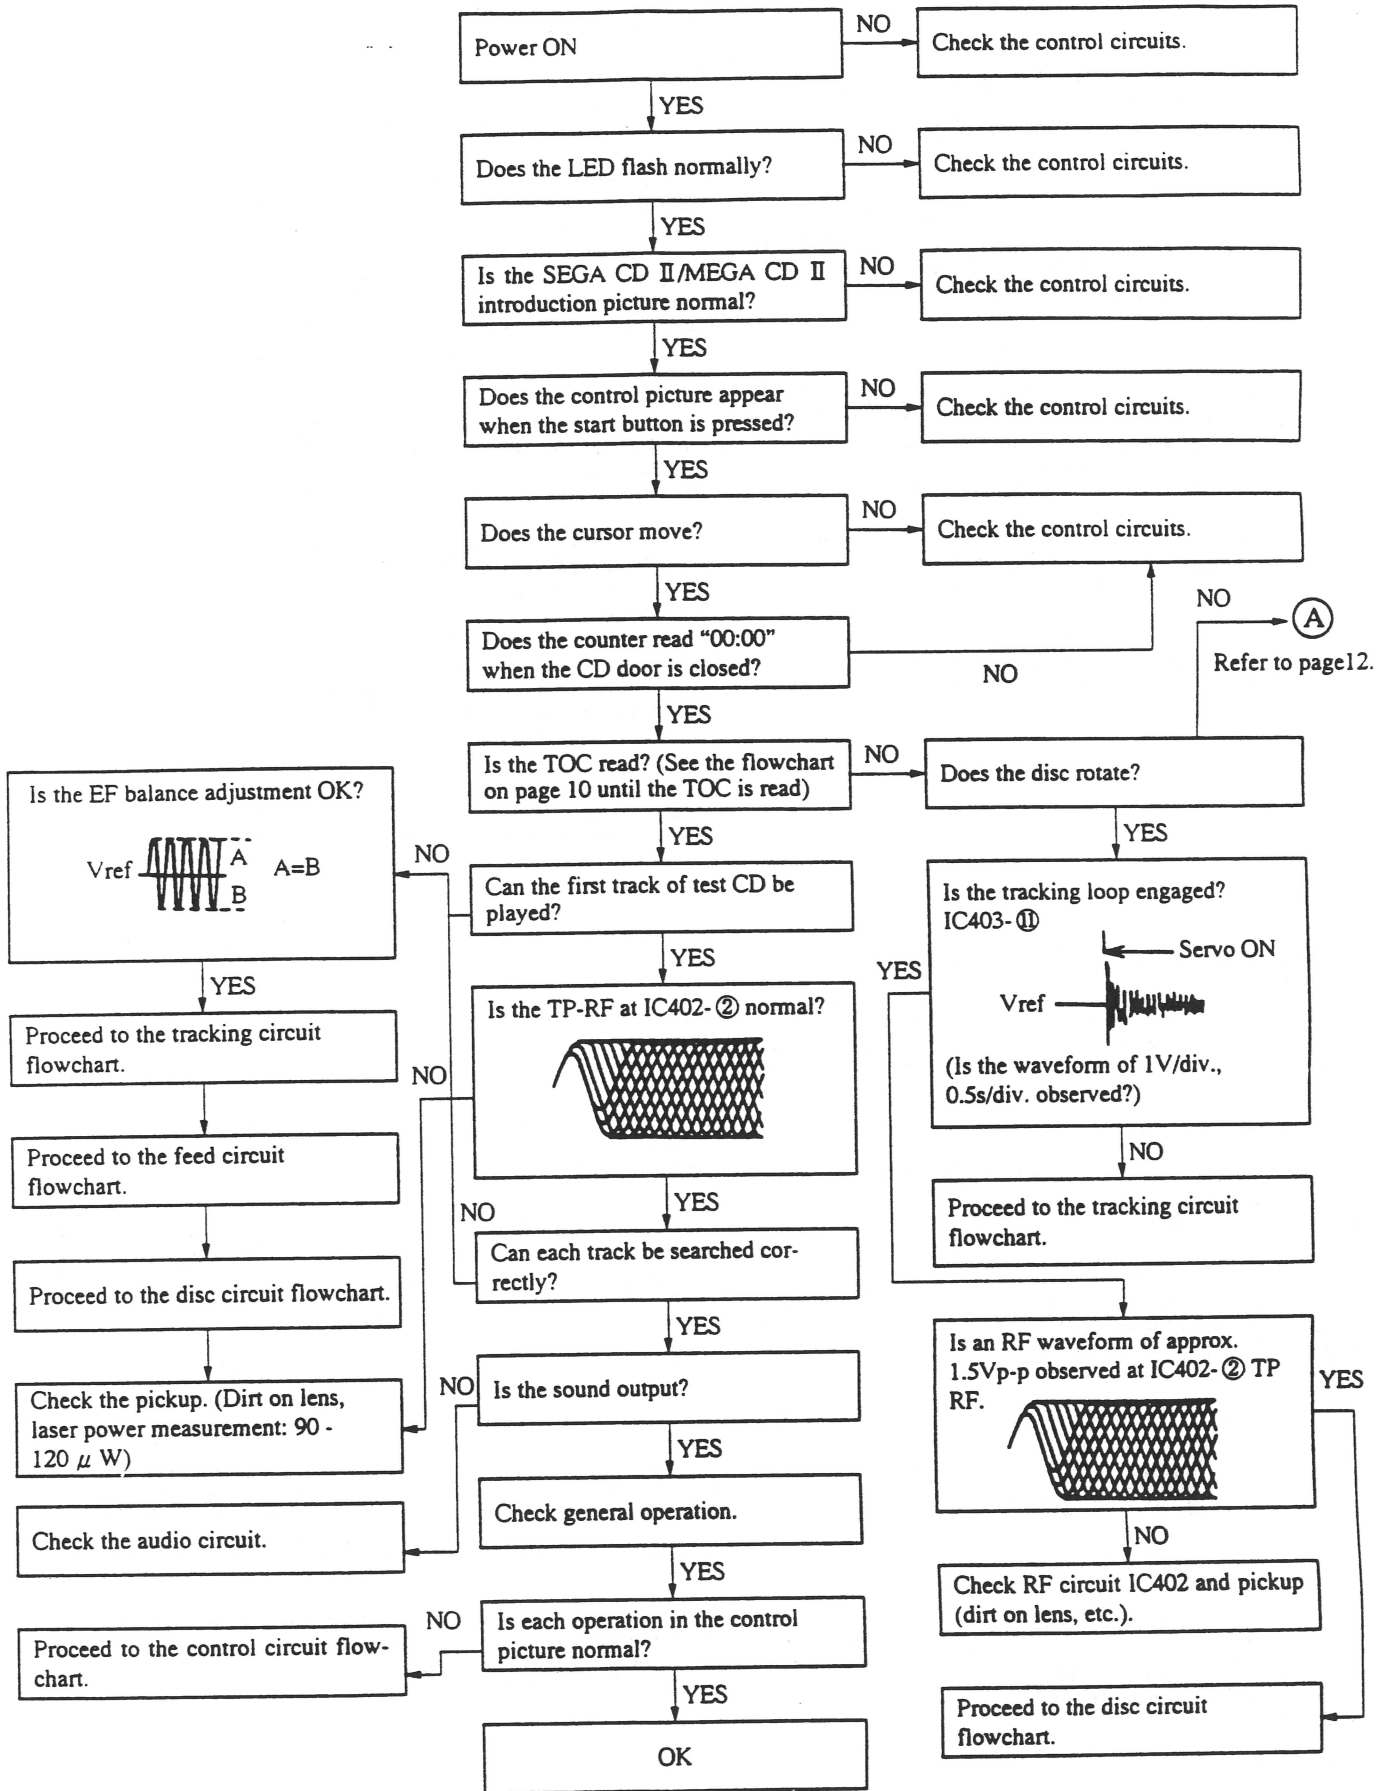 Power ON
NO
Check the control circuits.
YES
Does the LED flash normally?
NO
Check the control circuits.
YES
Is the SEGA CD II/MEGA CD II
introduction picture normal?
NO
Check the control circuits.
YES
Does the control picture appear
when the start button is pressed?
NO
Check the control circuits.
YES
Does the cursor move?
NO
Check the control circuits.
YES
Does the counter read “00:00”
when the CD door is closed?
NO
YES
Is the TOC read? (See the flowchart
on page 10 until the TOC is read)
NO
Does the disc rotate?
NO
A
Refer to page12.
YES
Is the tracking loop engaged?
IC403-⑪
Servo ON
Vref
(Is the waveform of 1V/div.,
0.5s/div. observed?)
NO
Proceed to the tracking circuit
flowchart.
YES
Is an RF waveform of approx.
1.5Vp-p observed at IC402-② TP
RF.
YES
NO
Check RF circuit IC402 and pickup
(dirt on lens, etc.).
Proceed to the disc circuit
flowchart.
YES
Can the first track of test CD be
played?
NO
Is the EF balance adjustment OK?
Vref
A
B
A=B
YES
Proceed to the tracking circuit
flowchart.
Proceed to the feed circuit
flowchart.
Proceed to the disc circuit flowchart.
Check the pickup. (Dirt on lens,
laser power measurement: 90 -
120 μ W)
YES
Is the TP-RF at IC402-② normal?
NO
YES
Can each track be searched cor-
rectly?
NO
YES
Is the sound output?
NO
Check the audio circuit.
YES
Check general operation.
YES
Is each operation in the control
picture normal?
NO
Proceed to the control circuit flow-
chart.
YES
OK